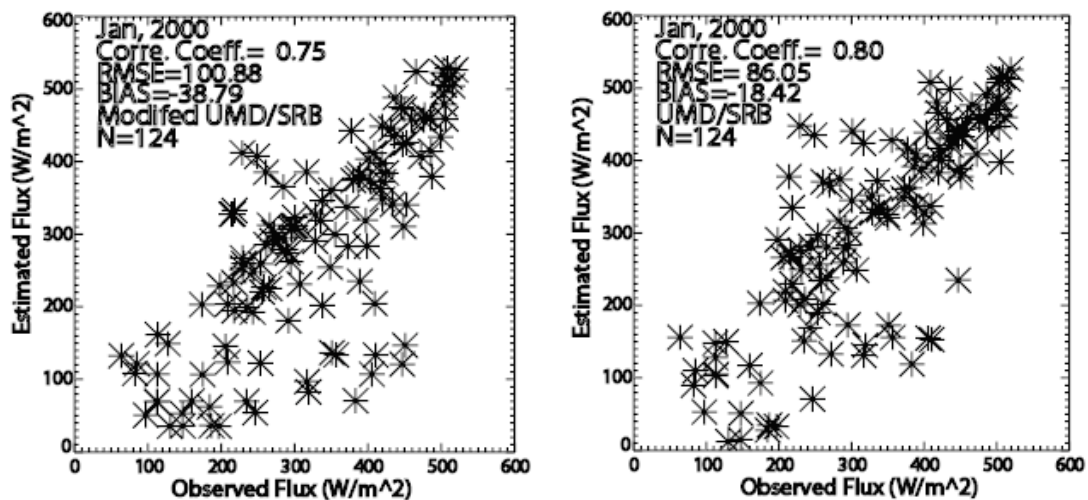 Jan, 2000
Corre. Coeff.= 0.75
RMSE=100.88
BIAS=-38.79
Modifed UMD/SRB
N=124
600
500
400
300
200
100
0
Estimated Flux (W/m^2)
0 100 200 300 400 500 600
Observed Flux (W/m^2)
Jan, 2000
Corre. Coeff.= 0.80
RMSE= 86.05
BIAS=-18.42
UMD/SRB
N=124
600
500
400
300
200
100
0
Estimated Flux (W/m^2)
0 100 200 300 400 500 600
Observed Flux (W/m^2)